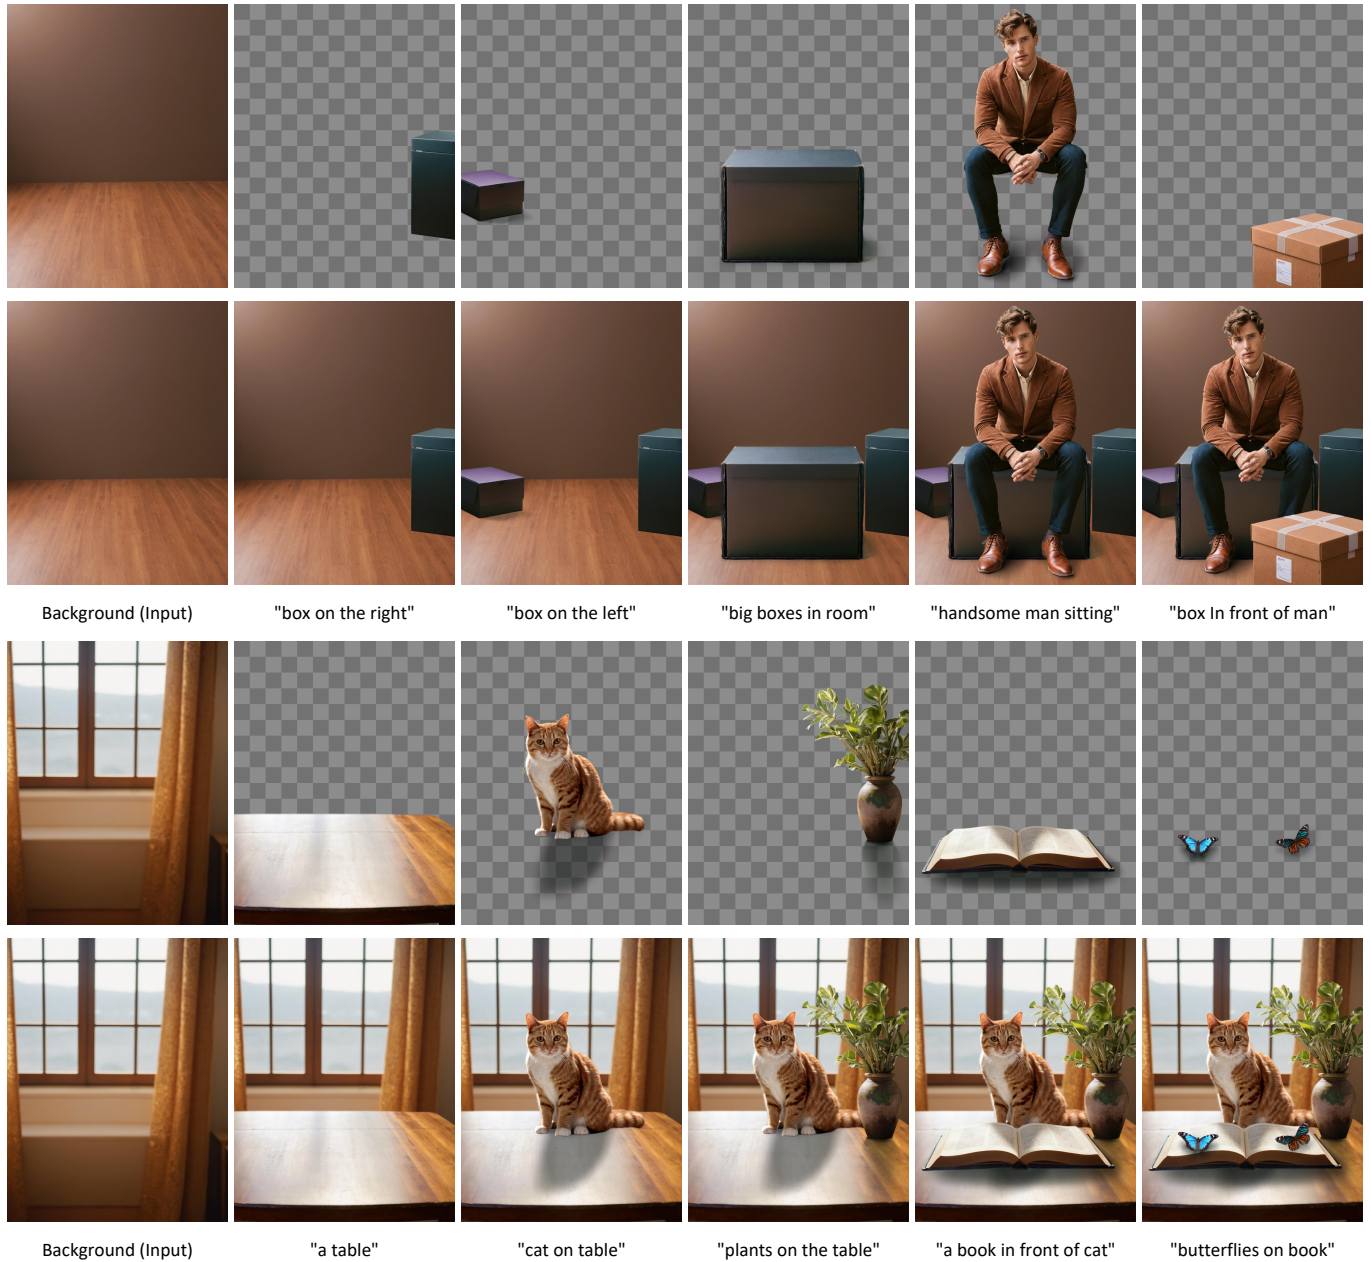 Background (Input)
"box on the right"
"box on the left"
"big boxes in room"
"handsome man sitting"
"box In front of man"
Background (Input)
"a table"
"cat on table"
"plants on the table"
"a book in front of cat"
"butterflies on book"